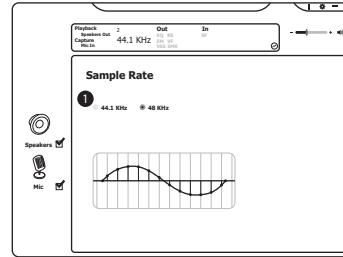 Playback 2 Out In
Speakers Out
Capture 44.1 KHz
Mic In
Sample Rate
1
44.1 KHz 48 KHz
Speakers
Mic